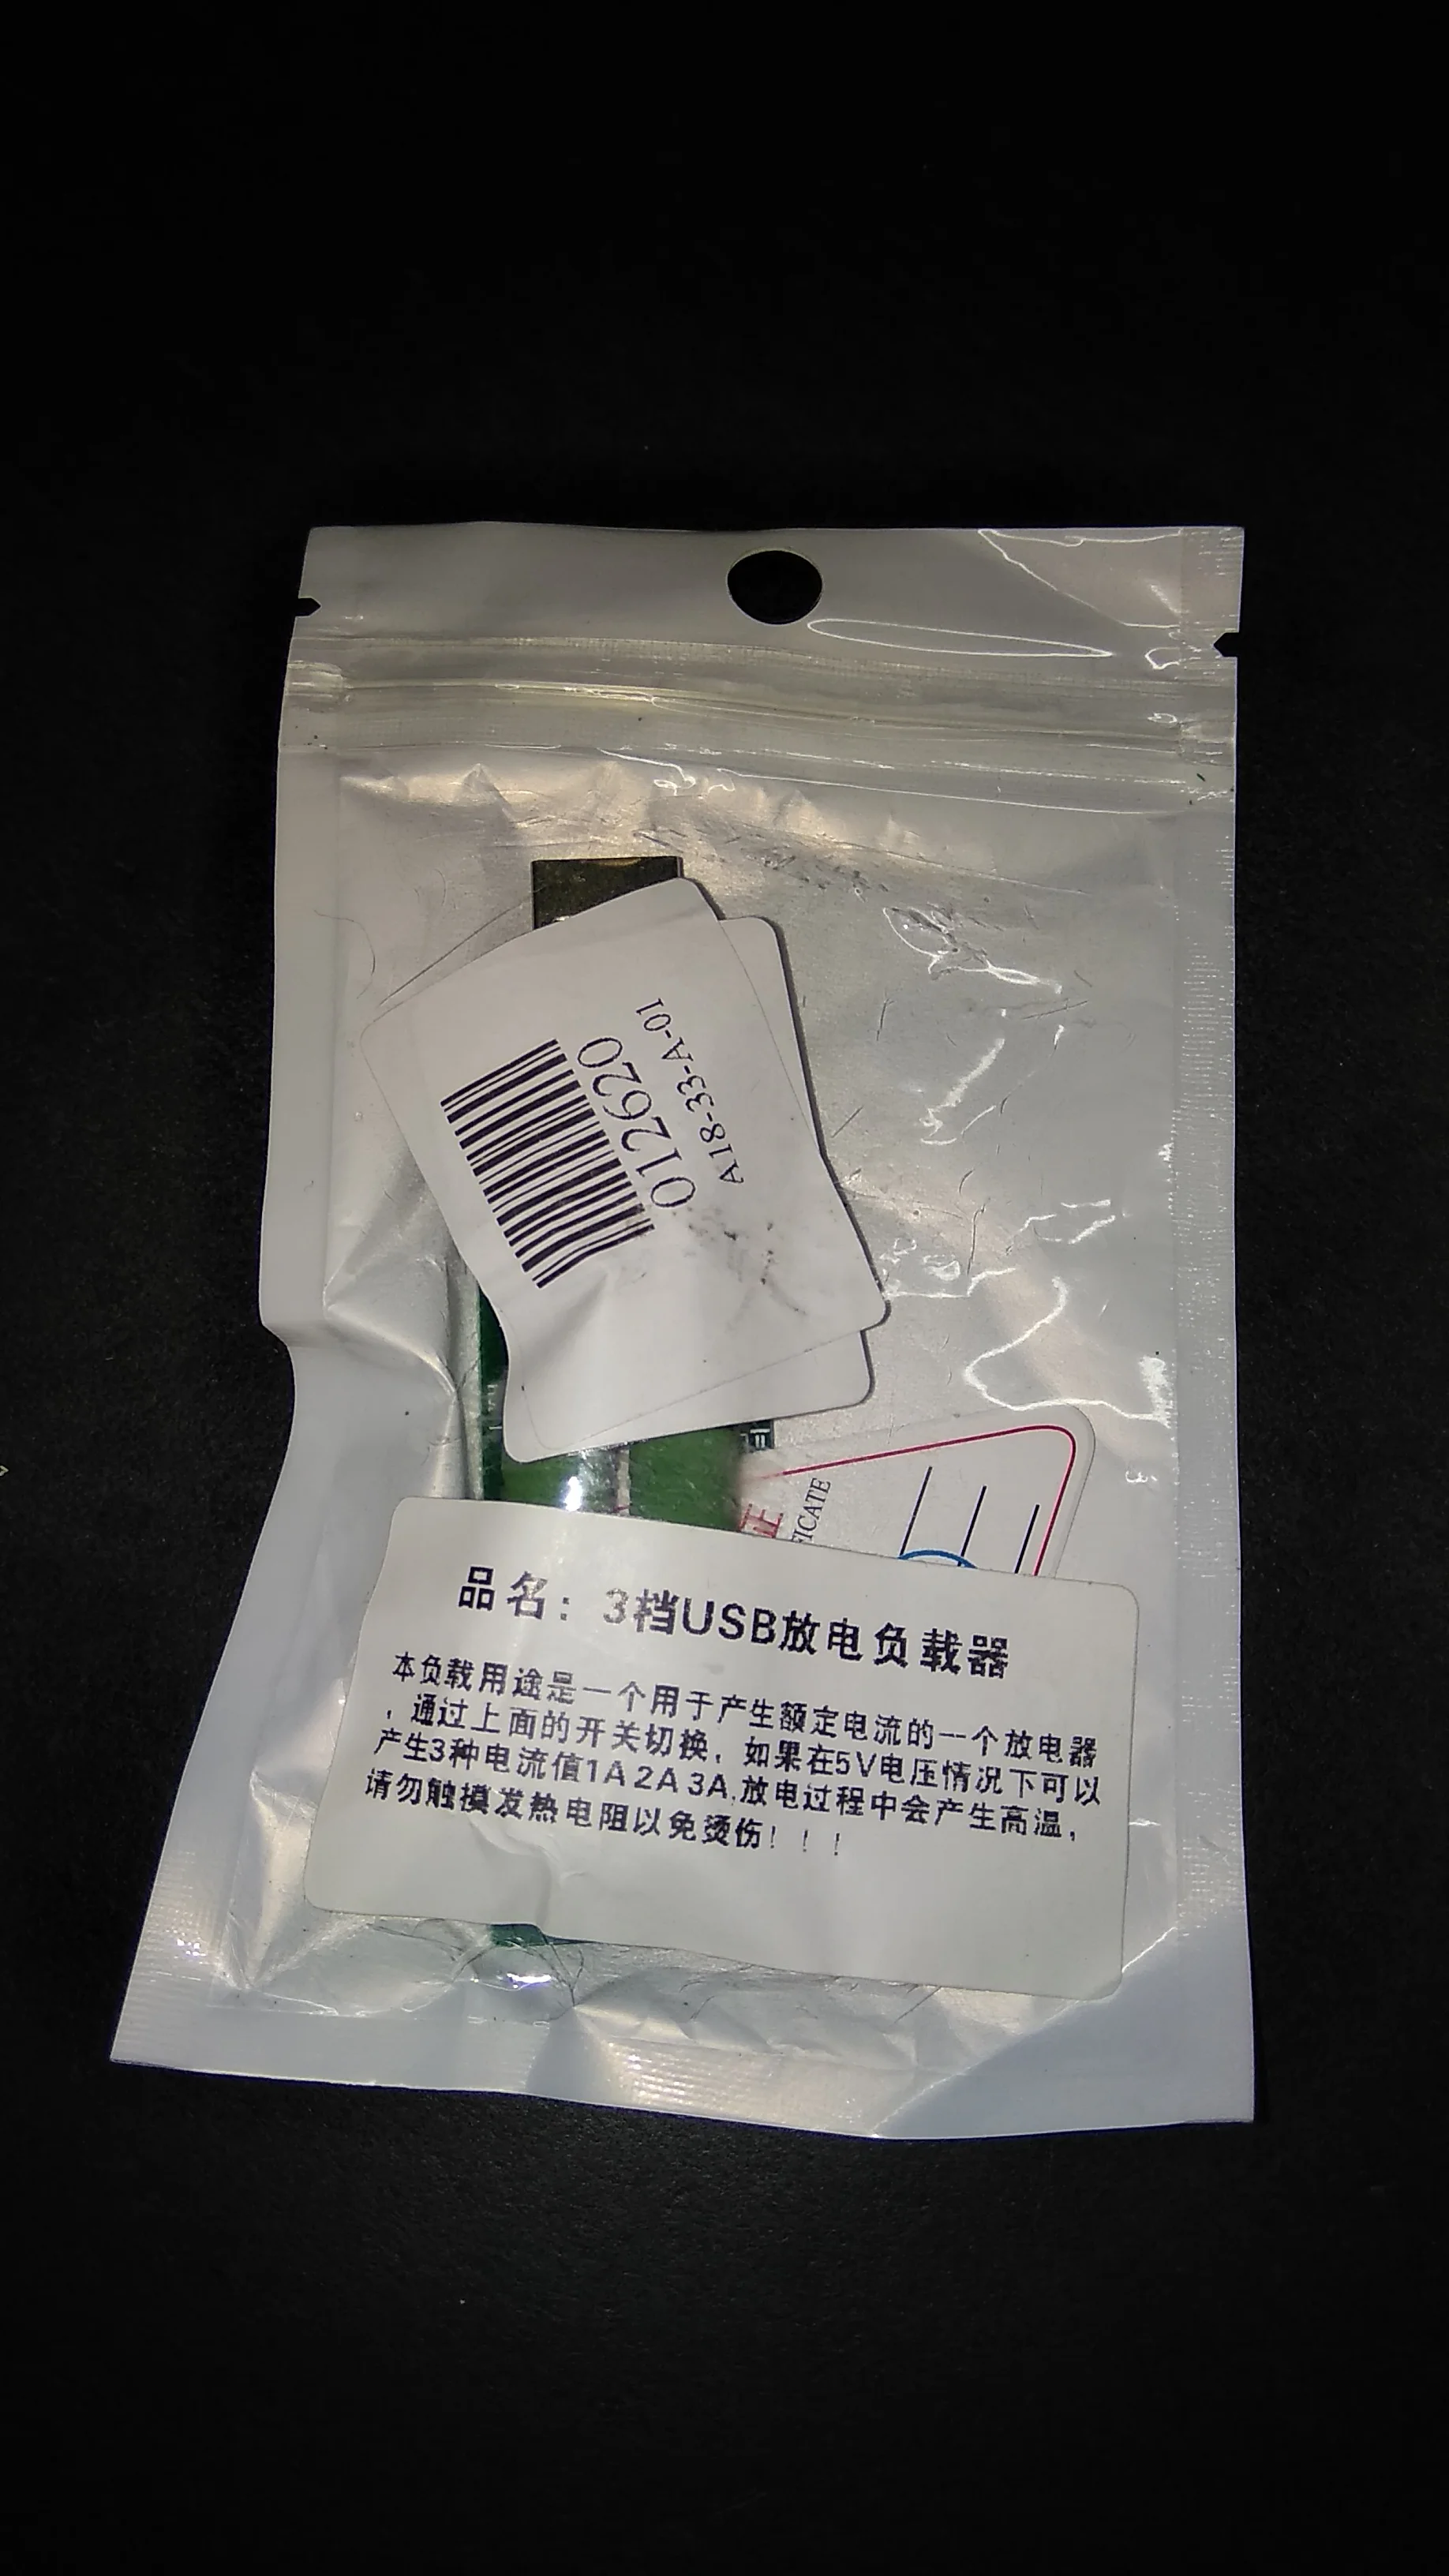 012620
A18-33-A-01
证
FICATE
品名：3档USB放电负载器
本负载用途是一个用于产生额定电流的一个放电器
，通过上面的开关切换，如果在5V电压情况下可以
产生3种电流值1A 2A 3A.放电过程中会产生高温，
请勿触摸发热电阻以免烫伤！！！